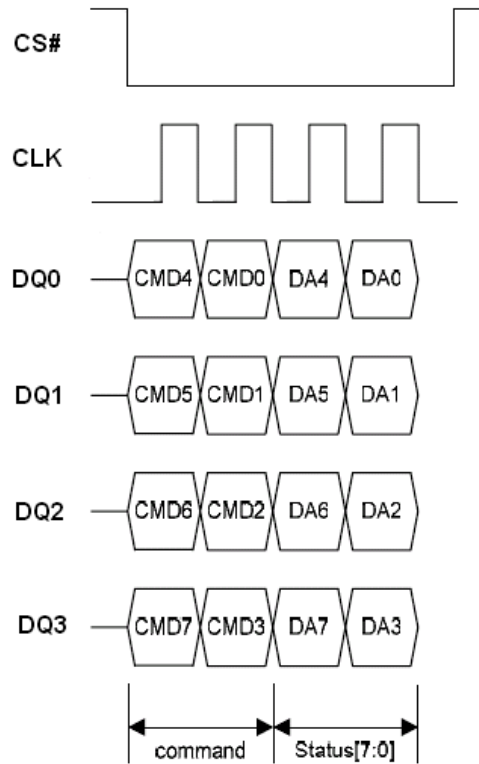 CS#
CLK
DQ0 CMD4 CMD0 DA4 DA0
DQ1 CMD5 CMD1 DA5 DA1
DQ2 CMD6 CMD2 DA6 DA2
DQ3 CMD7 CMD3 DA7 DA3
command Status[7:0]